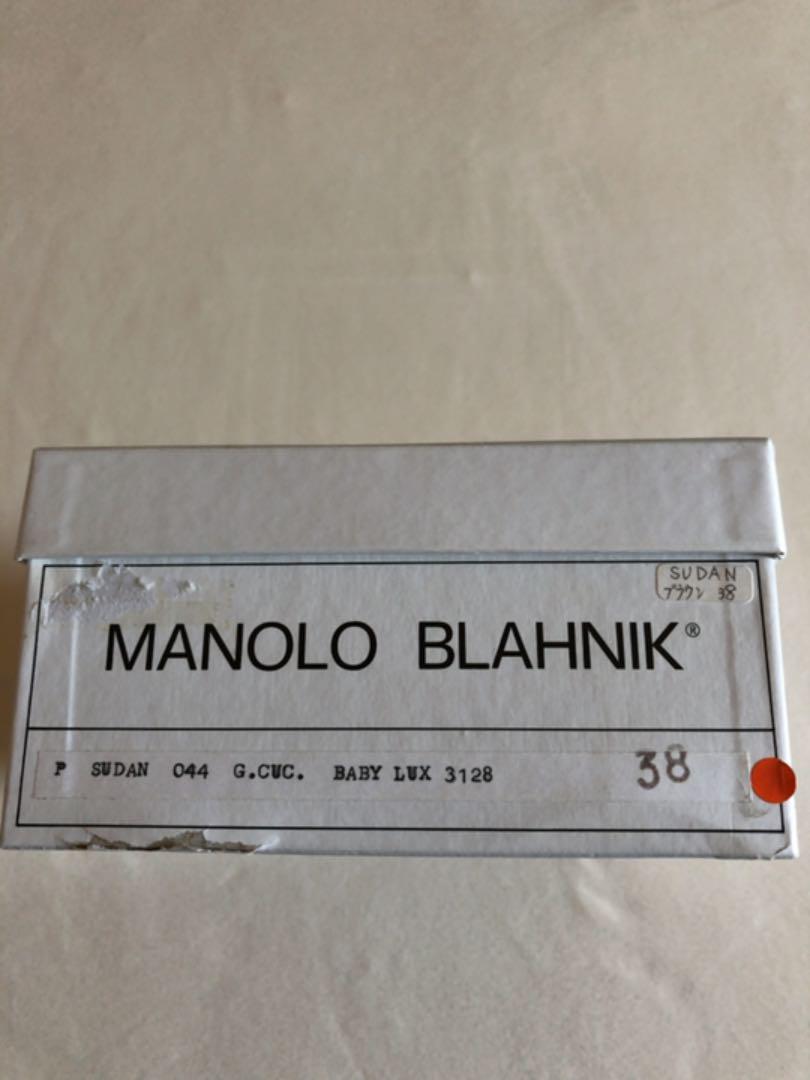 SUDAN
ブラウン 38
MANOLO BLAHNIK®
P SUDAN 044 G.CUC. BABY LUX 3128 38